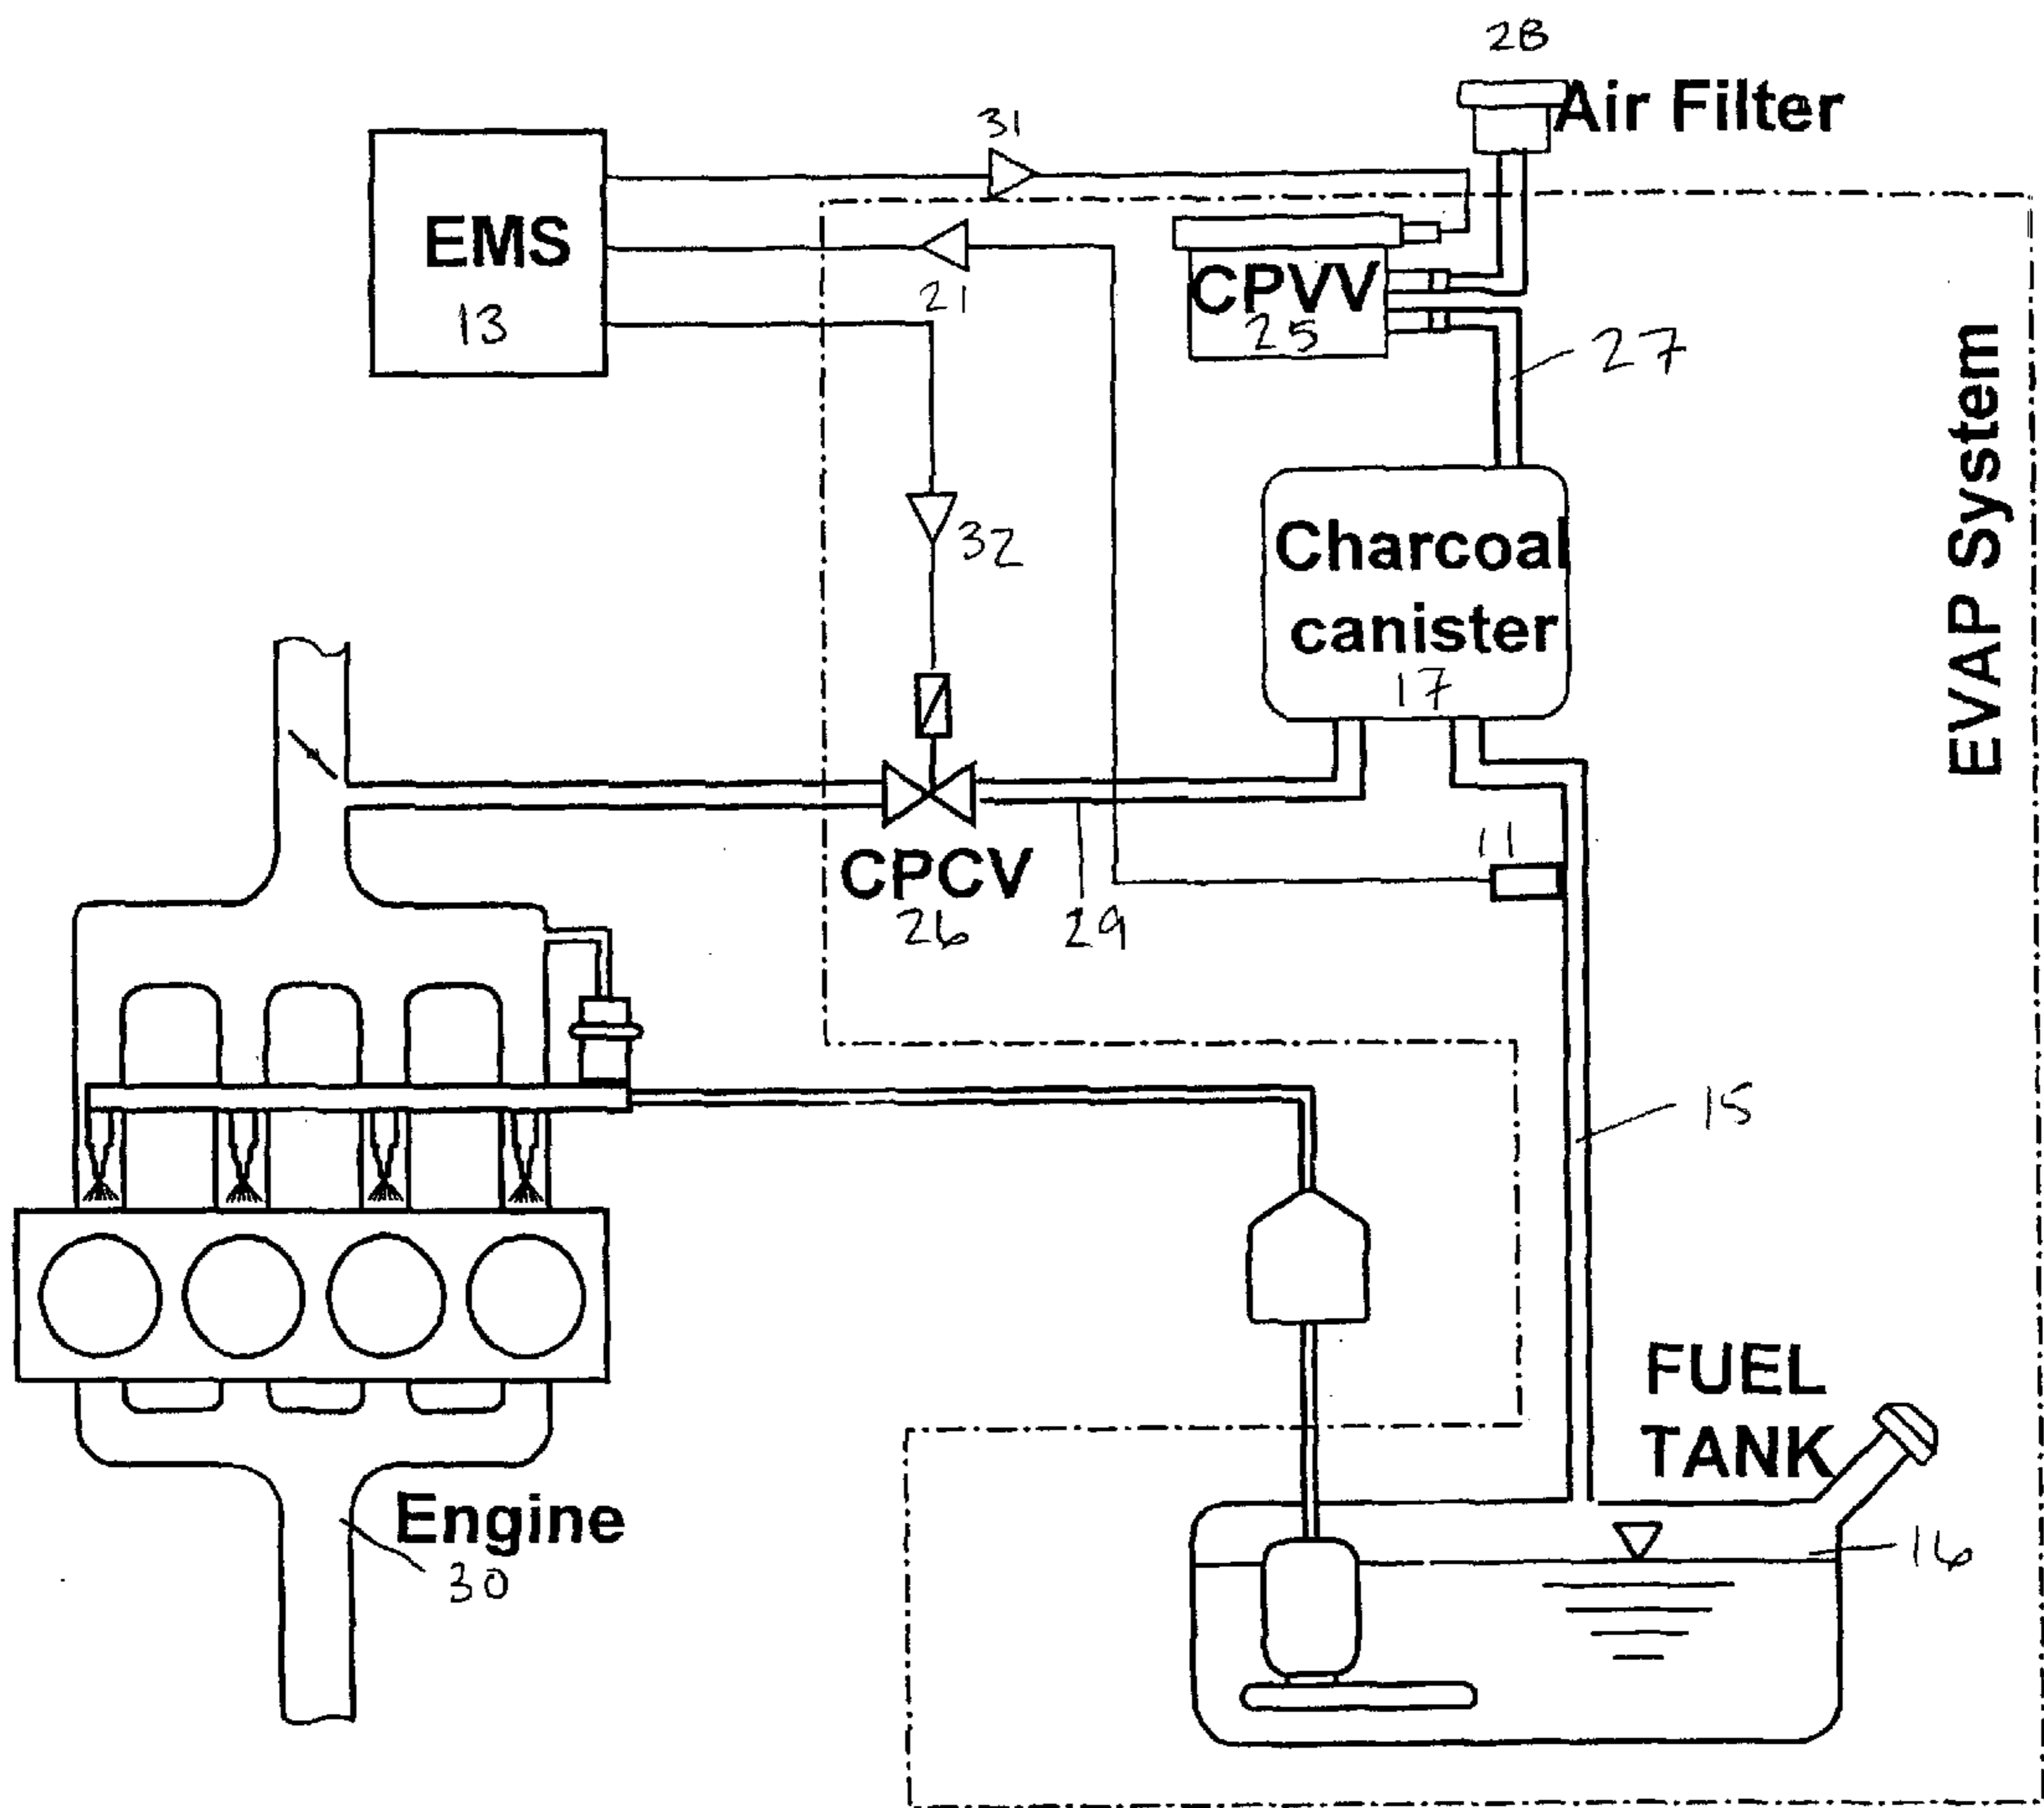 28
Air Filter
31
EMS
13
21
CPVV
25
27
EVAP System
32
Charcoal
canister
17
11
CPCV
26
29
15
FUEL
TANK
16
Engine
30